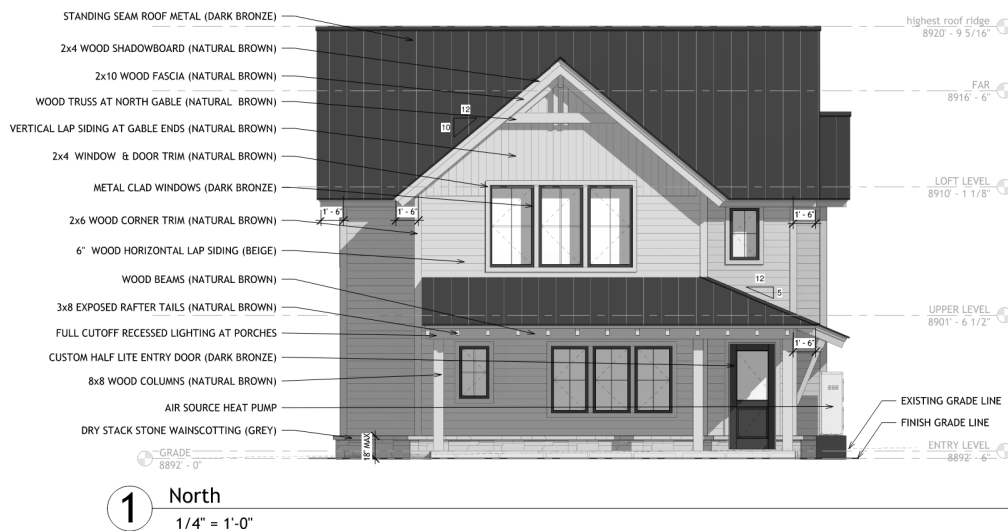 STANDING SEAM ROOF METAL (DARK BRONZE)
2x4 WOOD SHADOWBOARD (NATURAL BROWN)
2x10 WOOD FASCIA (NATURAL BROWN)
WOOD TRUSS AT NORTH GABLE (NATURAL BROWN)
VERTICAL LAP SIDING AT GABLE ENDS (NATURAL BROWN)
2x4 WINDOW & DOOR TRIM (NATURAL BROWN)
METAL CLAD WINDOWS (DARK BRONZE)
2x6 WOOD CORNER TRIM (NATURAL BROWN)
6" WOOD HORIZONTAL LAP SIDING (BEIGE)
WOOD BEAMS (NATURAL BROWN)
3x8 EXPOSED RAFTER TAILS (NATURAL BROWN)
FULL CUTOFF RECESSED LIGHTING AT PORCHES
CUSTOM HALF LITE ENTRY DOOR (DARK BRONZE)
8x8 WOOD COLUMNS (NATURAL BROWN)
AIR SOURCE HEAT PUMP
DRY STACK STONE WAINSCOTTING (GREY)
GRADE
8892' - 0"
12
10
1' - 6"
1' - 6"
1' - 6"
12
5
1' - 6"
18" MAX
highest roof ridge
8920' - 9 5/16"
FAR
8916' - 6"
LOFT LEVEL
8910' - 1 1/8"
UPPER LEVEL
8901' - 6 1/2"
EXISTING GRADE LINE
FINISH GRADE LINE
ENTRY LEVEL
8892' - 6"
1
North
1/4" = 1'-0"